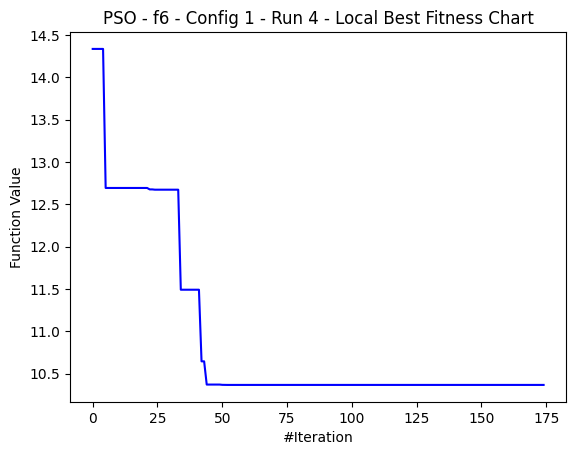 PSO - f6 - Config 1 - Run 4 - Local Best Fitness Chart
14.5
14.0
13.5
13.0
12.5
12.0
11.5
11.0
10.5
Function Value
0 25 50 75 100 125 150 175
#Iteration